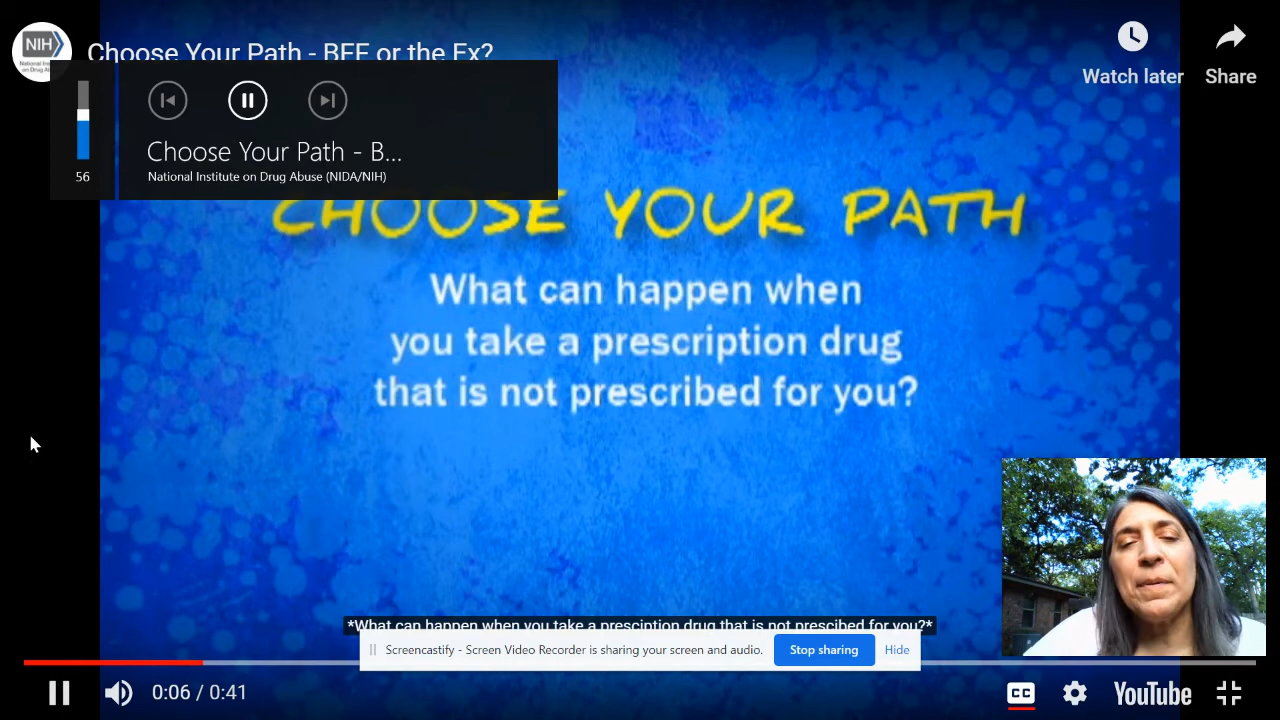 NIH
Choose Your Path - BFF or the Ex?
Watch later
Share
Choose Your Path - B...
National Institute on Drug Abuse (NIDA/NIH)
56
CHOOSE YOUR PATH
What can happen when
you take a prescription drug
that is not prescribed for you?
*What can happen when you take a presciption drug that is not prescibed for you?*
Screencastify - Screen Video Recorder is sharing your screen and audio.
Stop sharing
Hide
0:06 / 0:41
CC
YouTube